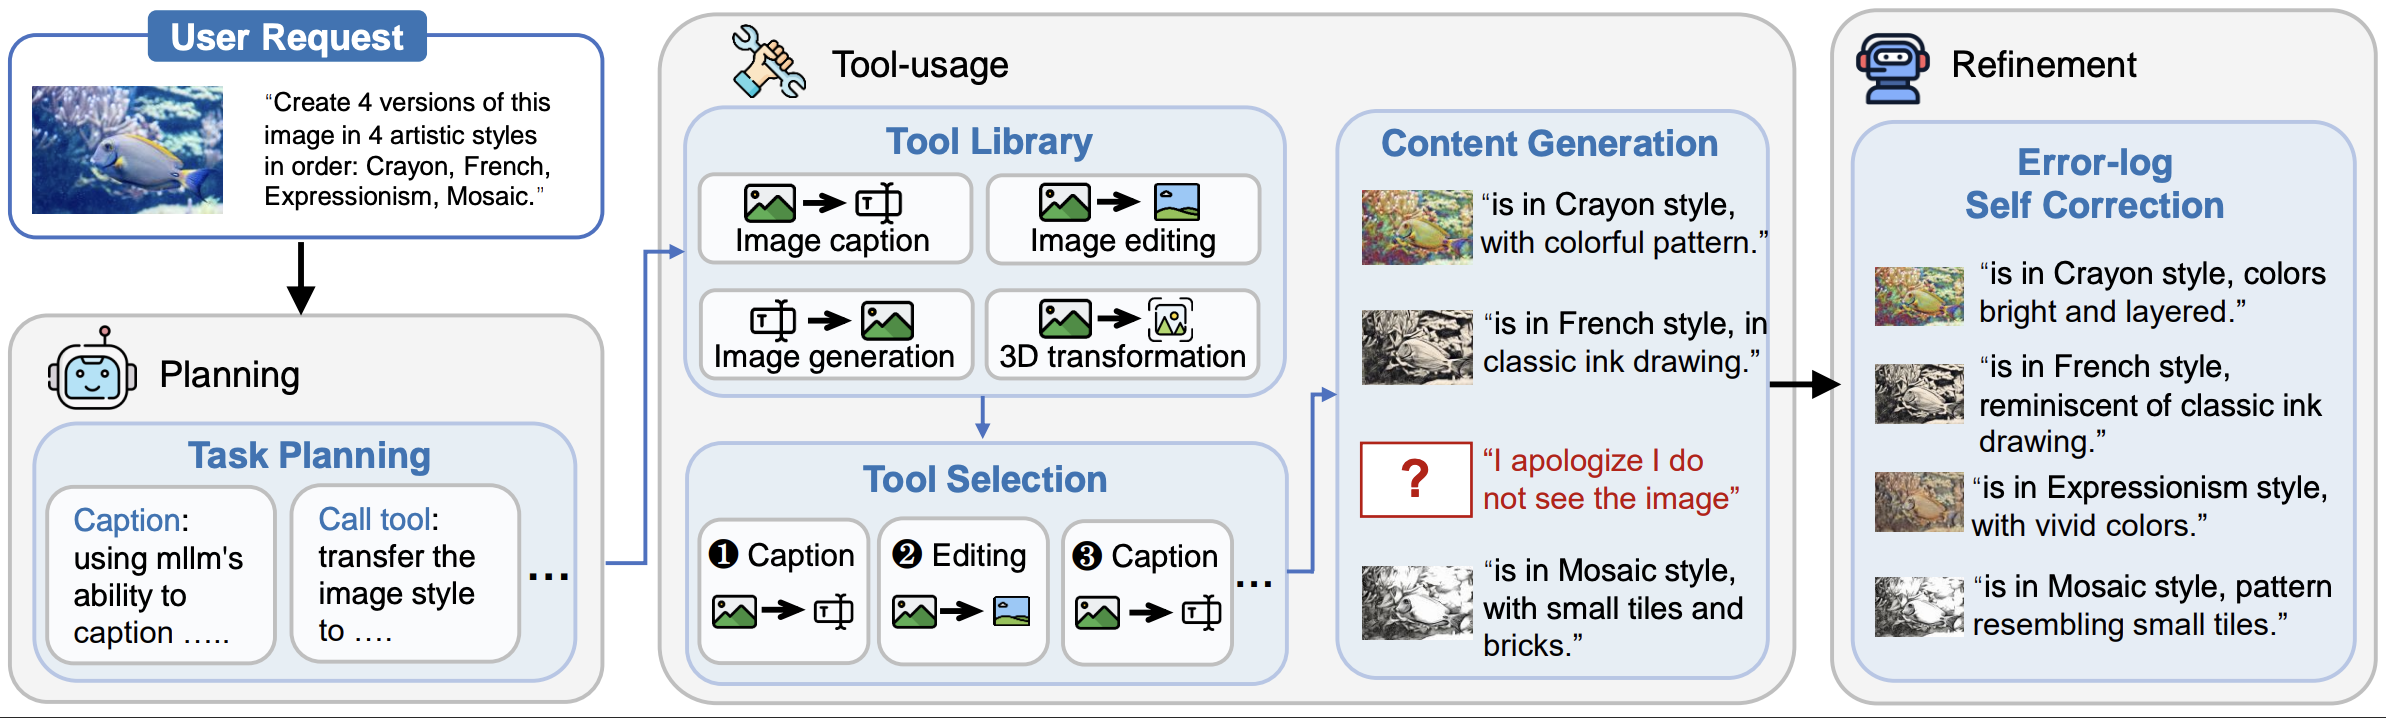 User Request
“Create 4 versions of this
image in 4 artistic styles
in order: Crayon, French,
Expressionism, Mosaic.”
Planning
Task Planning
Caption:
using mllm's
ability to
caption …..
Call tool:
transfer the
image style
to ….
...
Tool-usage
Tool Library
T
Image caption
Image editing
T
Image generation
3D transformation
Tool Selection
❶ Caption
T
❷ Editing
❸ Caption
T
...
Content Generation
“is in Crayon style,
with colorful pattern.”
“is in French style, in
classic ink drawing.”
?
“I apologize I do
not see the image”
“is in Mosaic style,
with small tiles and
bricks.”
Refinement
Error-log
Self Correction
“is in Crayon style, colors
bright and layered.”
“is in French style,
reminiscent of classic ink
drawing.”
“is in Expressionism style,
with vivid colors.”
“is in Mosaic style, pattern
resembling small tiles.”